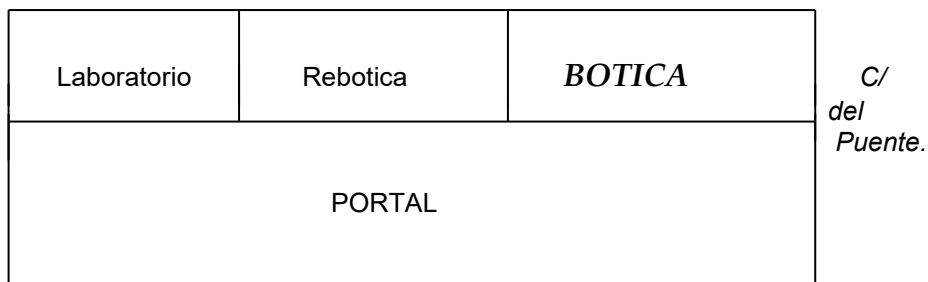 Laboratorio
Rebotica
BOTICA
C/
del
Puente.
PORTAL